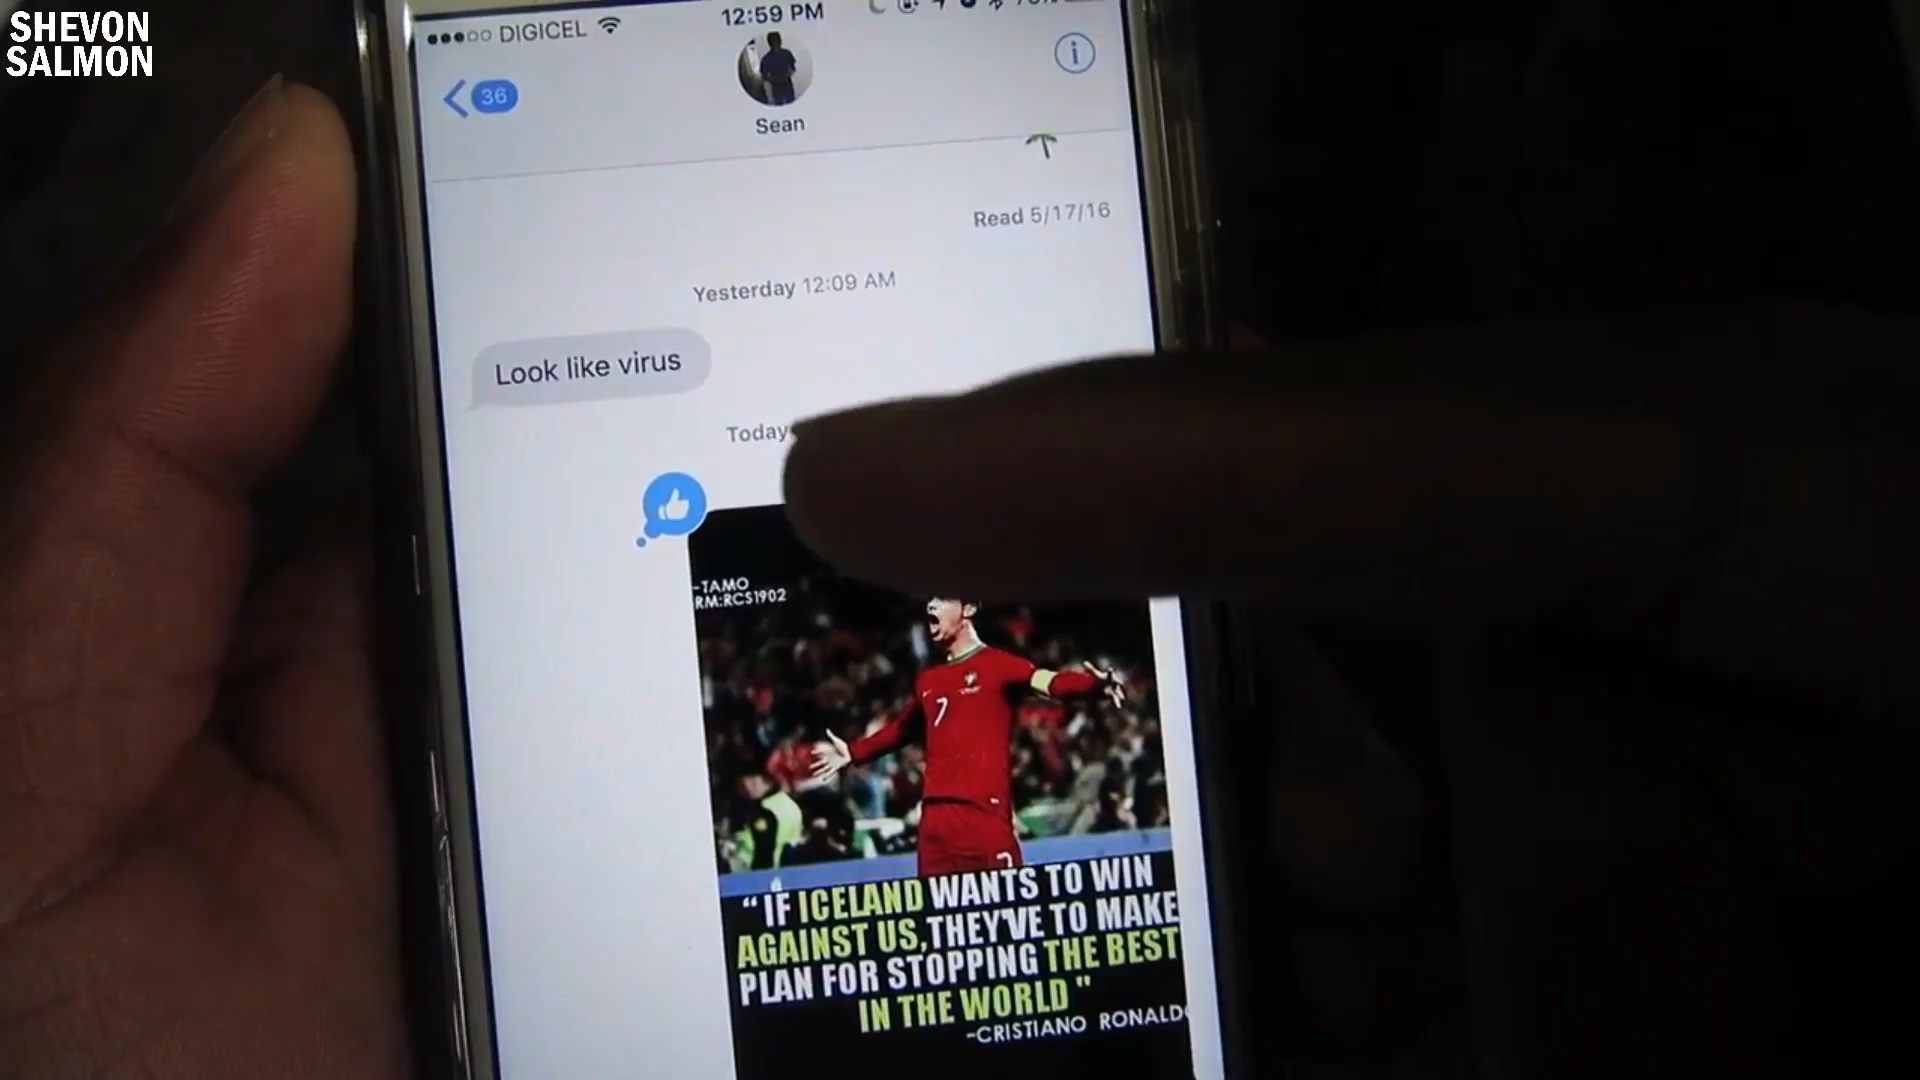 SHEVON
SALMON
DIGICEL
12:59 PM
36
i
Sean
Read 5/17/16
Yesterday 12:09 AM
Look like virus
Today
-TAMO
RM:RCS1902
7
7
"IF ICELAND WANTS TO WIN
AGAINST US,THEY'VE TO MAKE
PLAN FOR STOPPING THE BEST
IN THE WORLD"
-CRISTIANO RONALDO